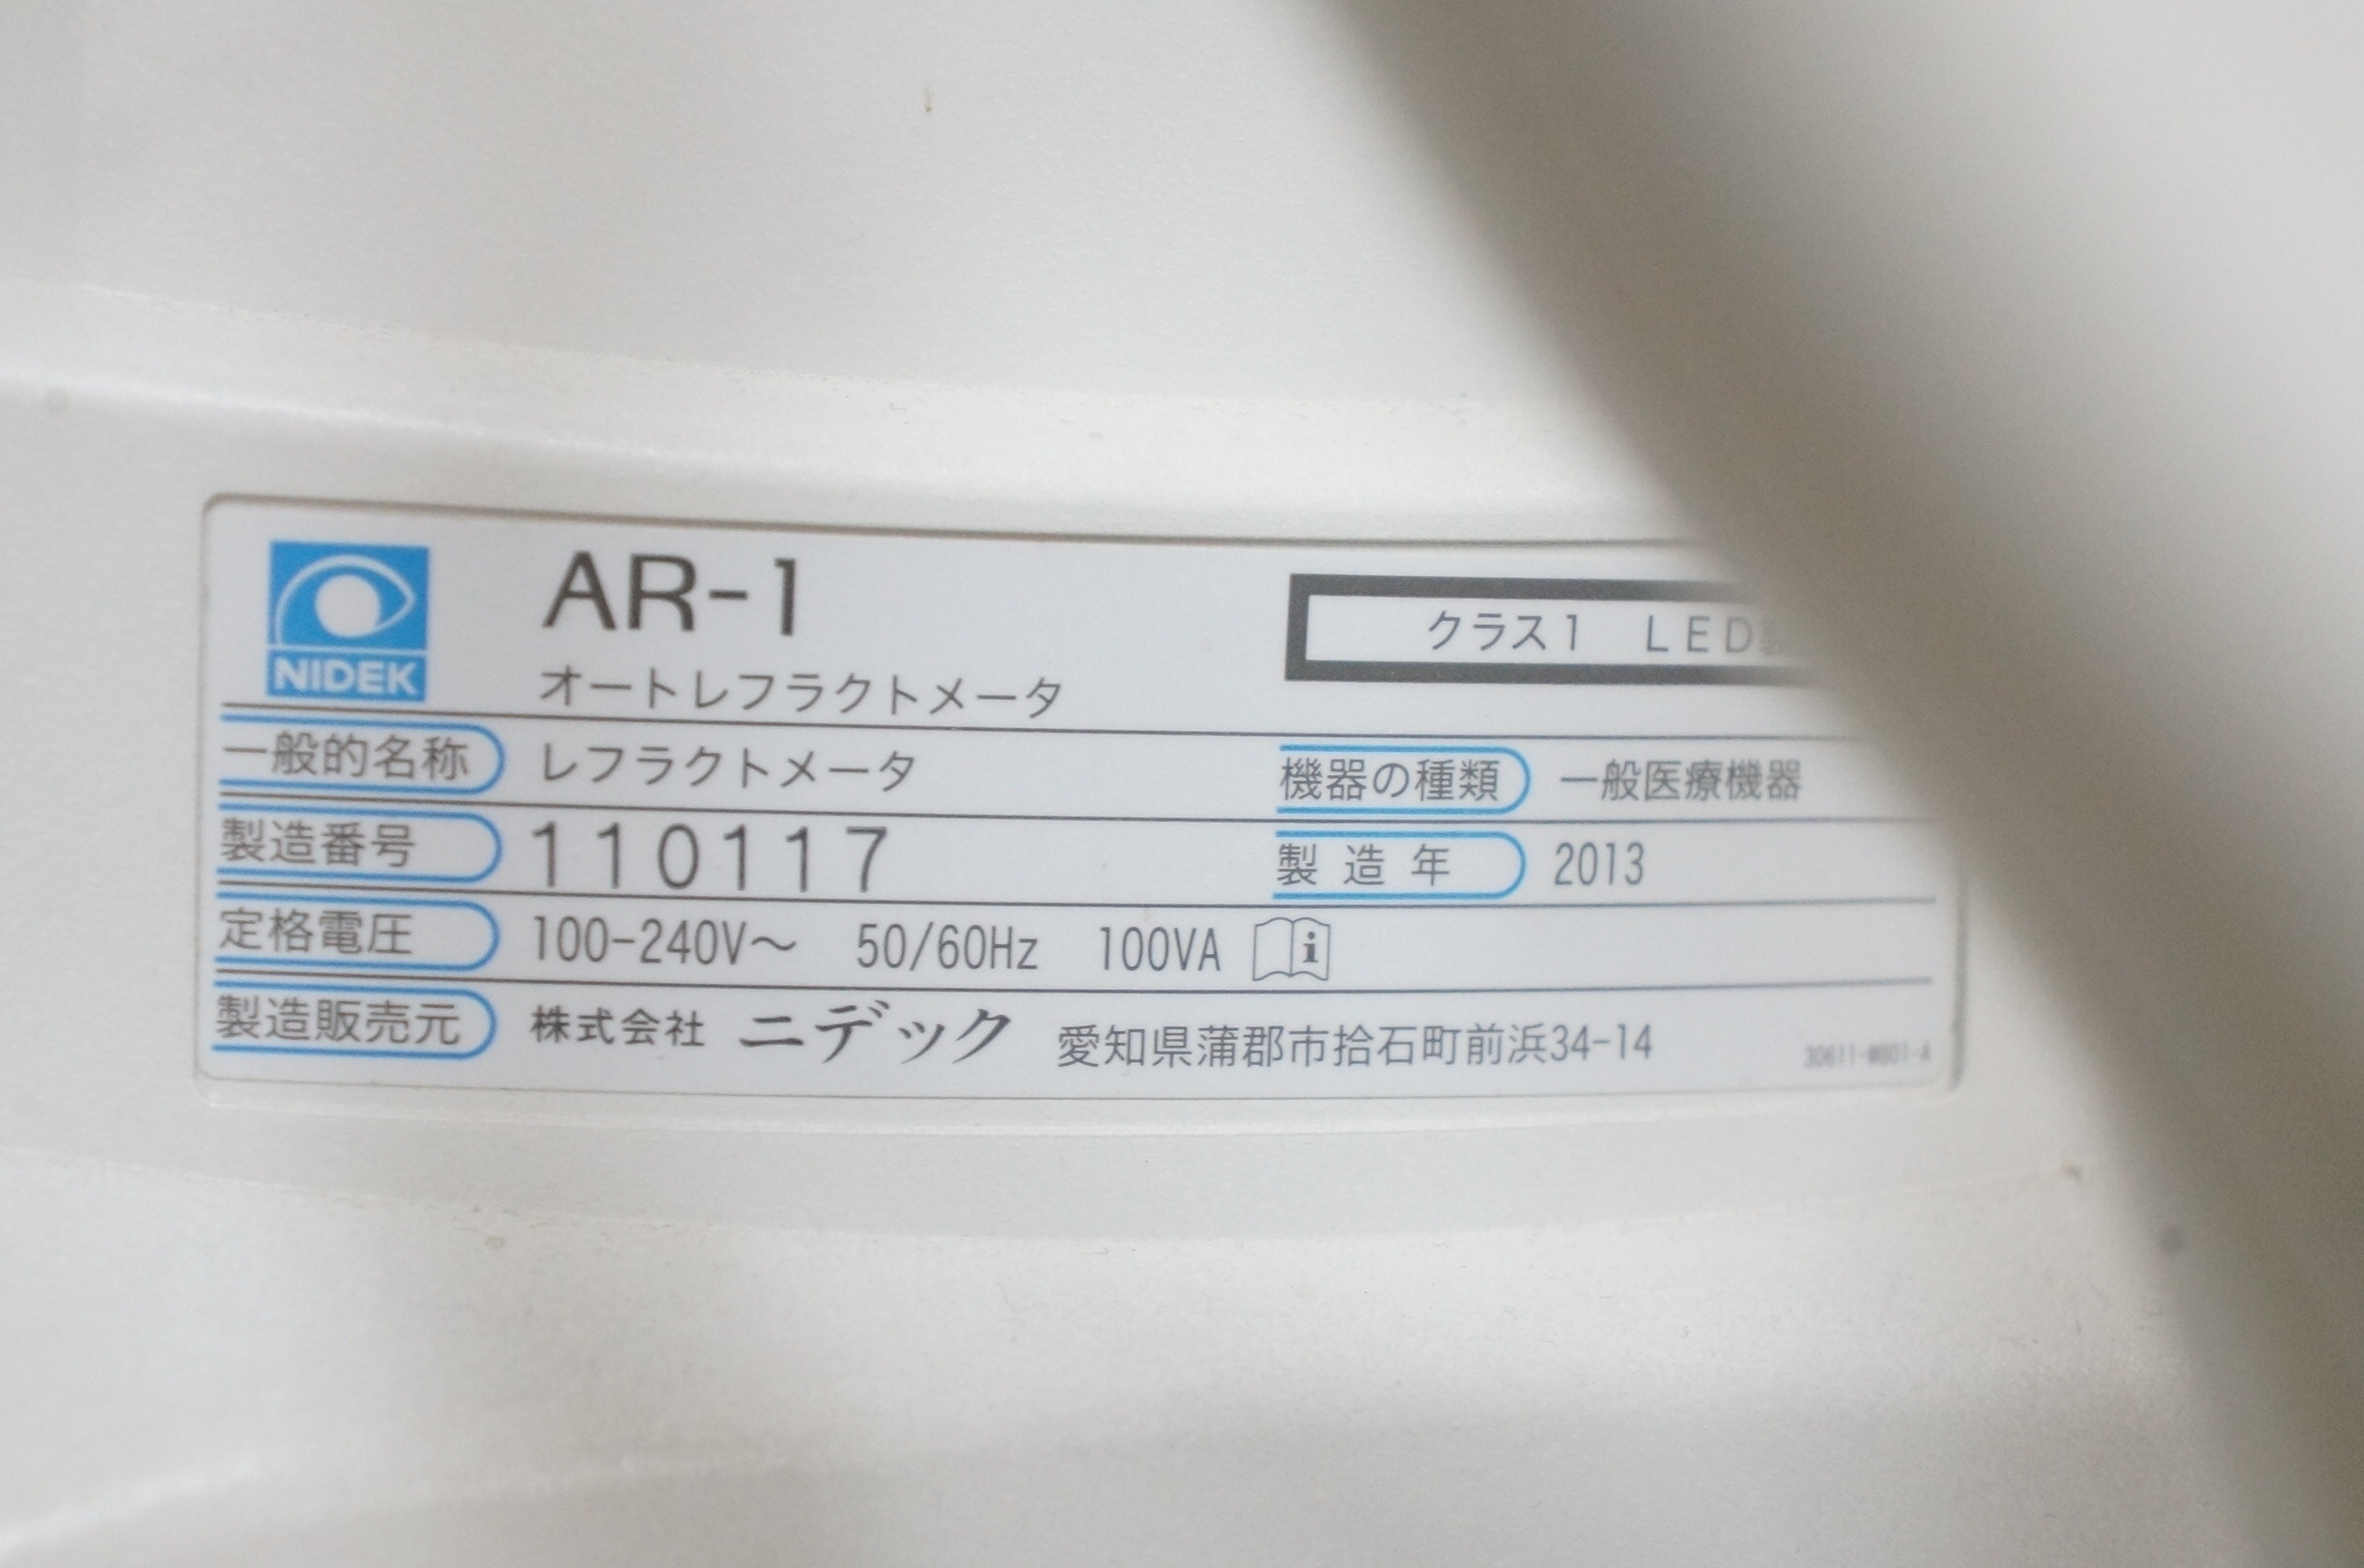 NIDEK
AR-1
オートレフラクトメータ
クラス1 LED
一般的名称 レフラクトメータ
機器の種類 一般医療機器
製造番号 110117
製造年 2013
定格電圧 100-240V〜 50/60Hz 100VA
製造販売元 株式会社 ニデック 愛知県蒲郡市拾石町前浜34-14